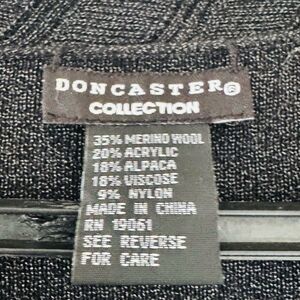 DONCASTER®
COLLECTION
35% MERINO WOOL
20% ACRYLIC
18% ALPACA
18% VISCOSE
9% NYLON
MADE IN CHINA
RN 19061
SEE REVERSE
FOR CARE